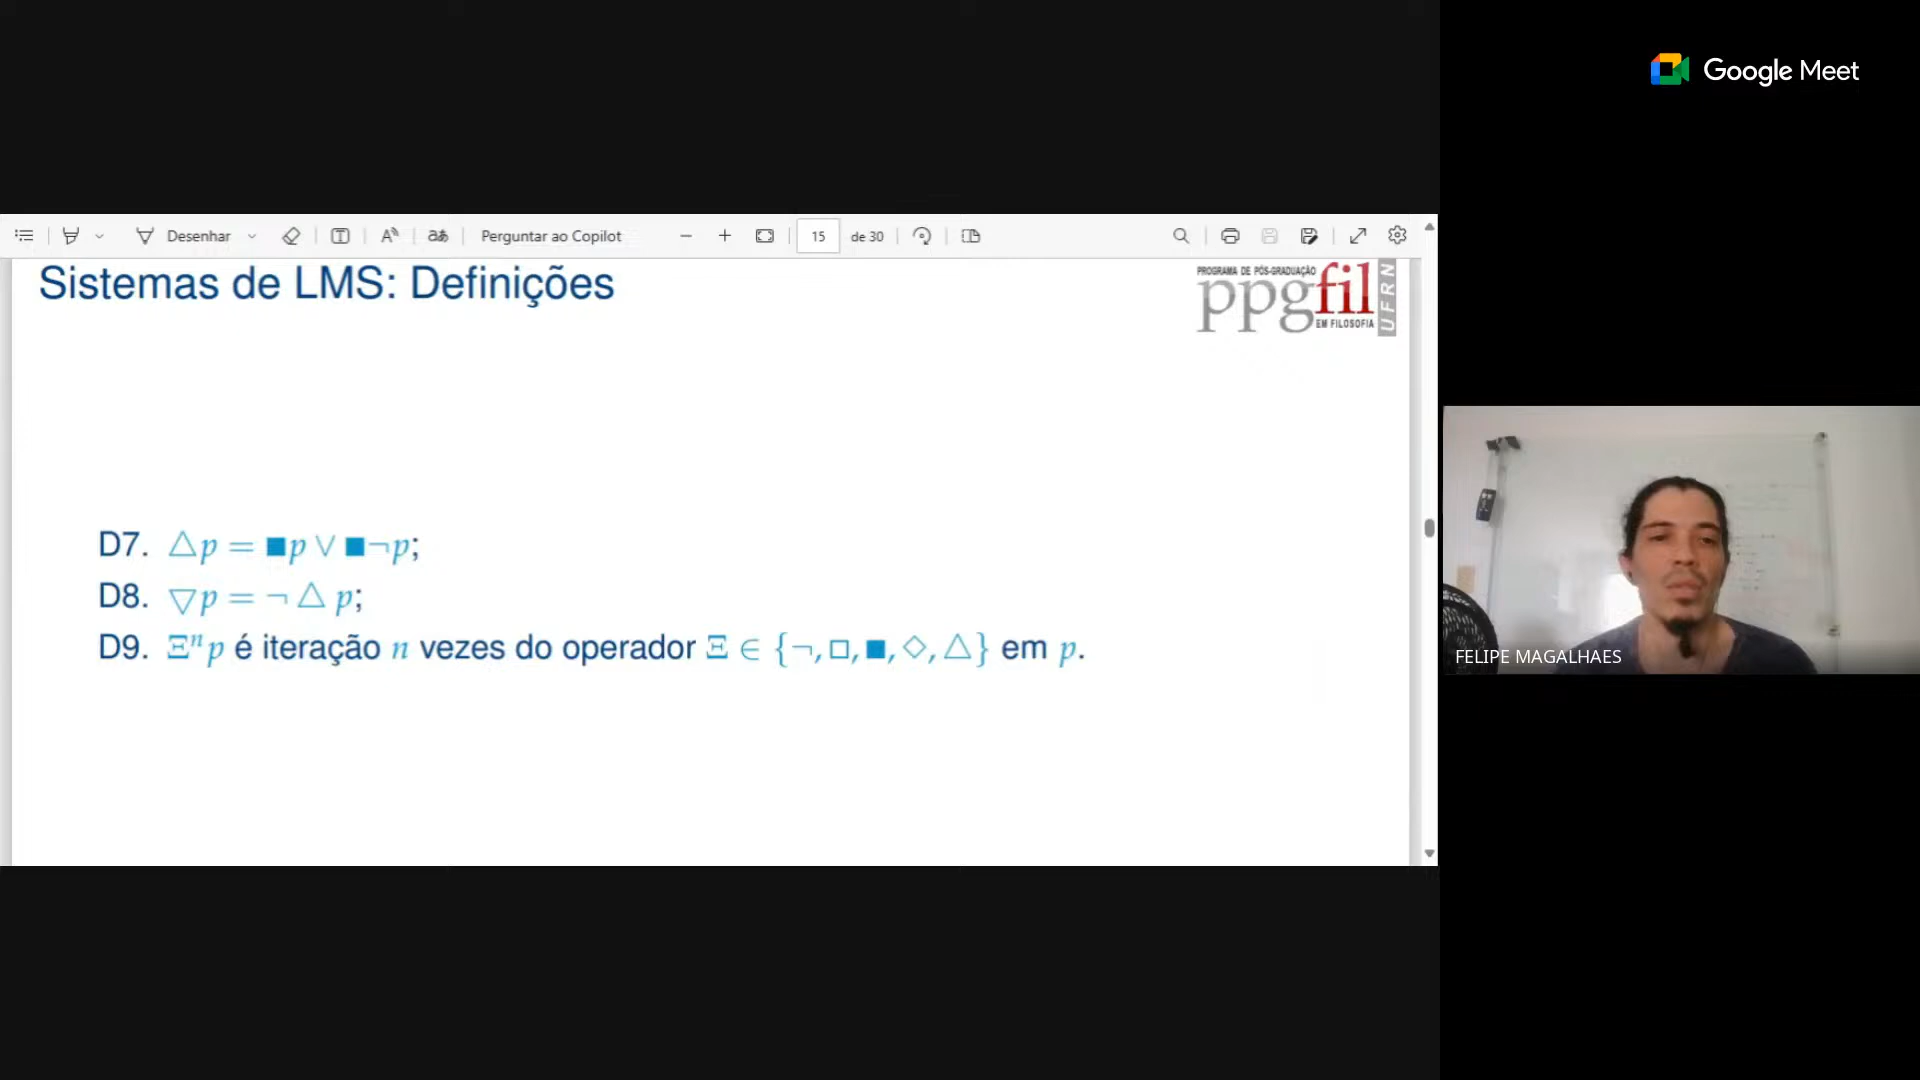 Google Meet
Desenhar
Perguntar ao Copilot
15 de 30
Sistemas de LMS: Definições
PROGRAMA DE PÓS-GRADUAÇÃO
ppgfil
EM FILOSOFIA
UFRN
D7. △p = ■p ∨ ■¬p;
D8. ▽p = ¬ △ p;
D9. Ξⁿp é iteração n vezes do operador Ξ ∈ {¬, □, ■, ◇, △} em p.
FELIPE MAGALHAES